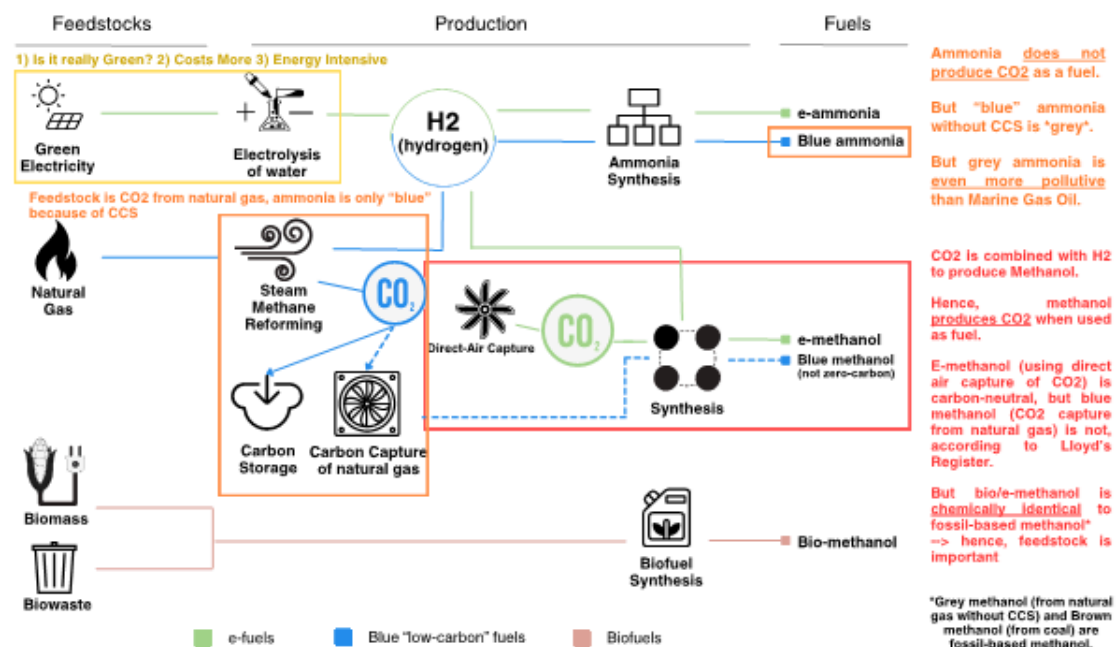 Feedstocks
Production
Fuels
1) Is it really Green? 2) Costs More 3) Energy Intensive
Green
Electricity
Electrolysis
of water
H2
(hydrogen)
Ammonia
Synthesis
e-ammonia
Blue ammonia
Feedstock is CO2 from natural gas, ammonia is only "blue"
because of CCS
Natural
Gas
Steam
Methane
Reforming
CO2
Direct-Air Capture
CO2
Synthesis
e-methanol
Blue methanol
(not zero-carbon)
Carbon
Storage
Carbon Capture
of natural gas
Biomass
Biowaste
Biofuel
Synthesis
Bio-methanol
e-fuels
Blue "low-carbon" fuels
Biofuels
Ammonia does not
produce CO2 as a fuel.
But "blue" ammonia
without CCS is *grey*.
But grey ammonia is
even more pollutive
than Marine Gas Oil.
CO2 is combined with H2
to produce Methanol.
Hence, methanol
produces CO2 when used
as fuel.
E-methanol (using direct
air capture of CO2) is
carbon-neutral, but blue
methanol (CO2 capture
from natural gas) is not,
according to Lloyd's
Register.
But bio/e-methanol is
chemically identical to
fossil-based methanol*
--> hence, feedstock is
important
*Grey methanol (from natural
gas without CCS) and Brown
methanol (from coal) are
fossil-based methanol.